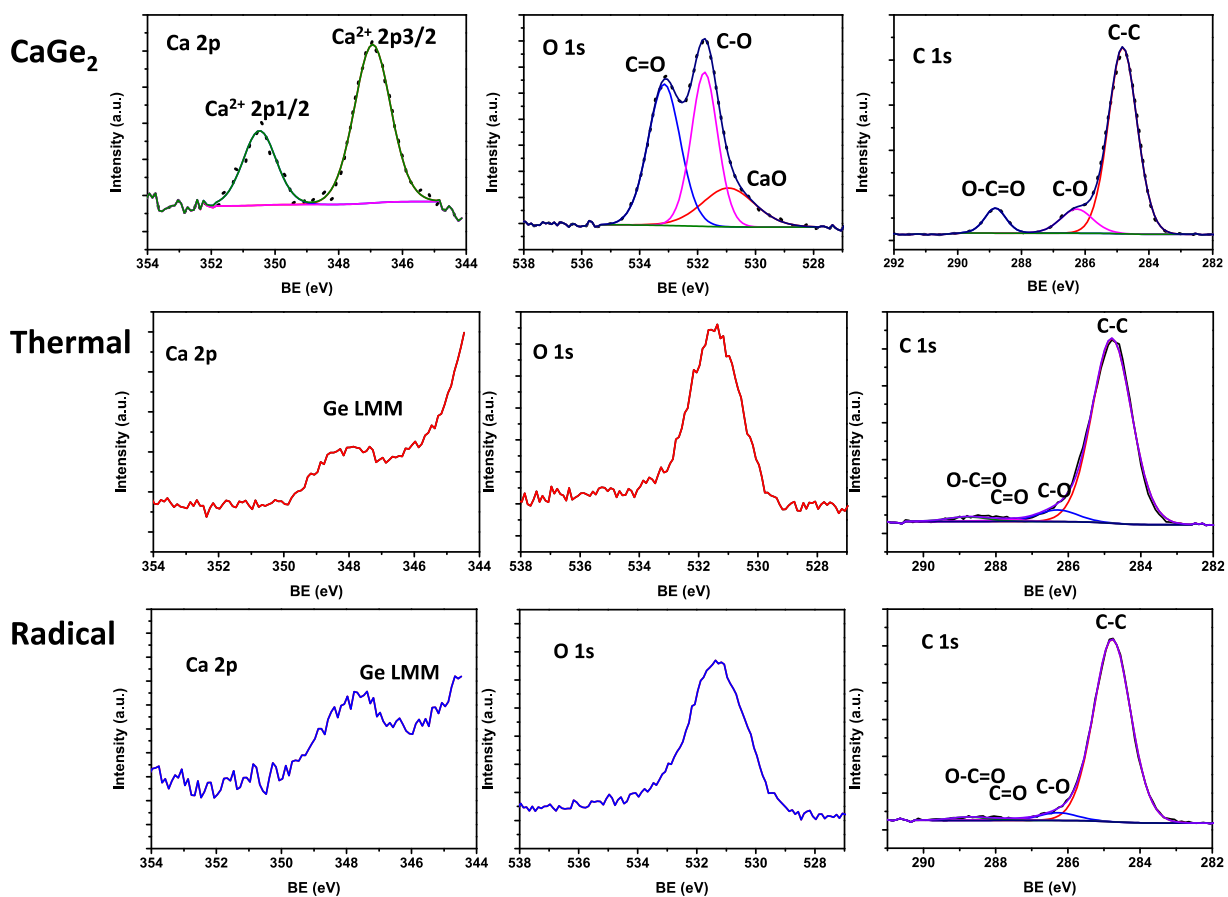 CaGe₂
Ca 2p
Ca²⁺ 2p1/2
Ca²⁺ 2p3/2
Intensity (a.u.)
354 352 350 348 346 344
BE (eV)
O 1s
C=O
C-O
CaO
Intensity (a.u.)
538 536 534 532 530 528
BE (eV)
C 1s
C-C
O-C=O
C-O
Intensity (a.u.)
292 290 288 286 284 282
BE (eV)
Thermal
Ca 2p
Ge LMM
Intensity (a.u.)
354 352 350 348 346 344
BE (eV)
O 1s
Intensity (a.u.)
538 536 534 532 530 528
BE (eV)
C 1s
C-C
O-C=O
C=O
C-O
Intensity (a.u.)
290 288 286 284 282
BE (eV)
Radical
Ca 2p
Ge LMM
Intensity (a.u.)
354 352 350 348 346 344
BE (eV)
O 1s
Intensity (a.u.)
538 536 534 532 530 528
BE (eV)
C 1s
C-C
O-C=O
C=O
C-O
Intensity (a.u.)
290 288 286 284 282
BE (eV)